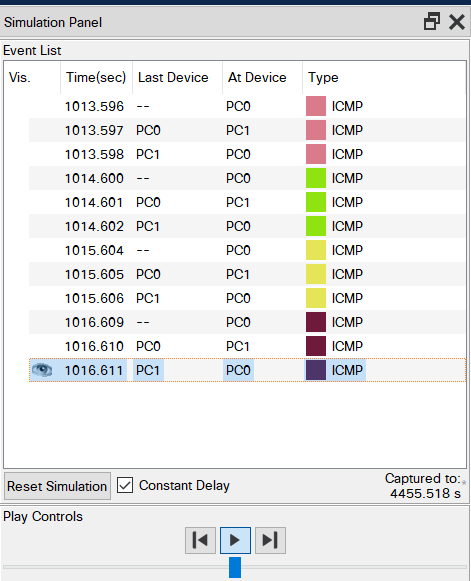 Simulation Panel
Event List
Vis. Time(sec) Last Device At Device Type
1013.596 -- PC0 ICMP
1013.597 PC0 PC1 ICMP
1013.598 PC1 PC0 ICMP
1014.600 -- PC0 ICMP
1014.601 PC0 PC1 ICMP
1014.602 PC1 PC0 ICMP
1015.604 -- PC0 ICMP
1015.605 PC0 PC1 ICMP
1015.606 PC1 PC0 ICMP
1016.609 -- PC0 ICMP
1016.610 PC0 PC1 ICMP
1016.611 PC1 PC0 ICMP
Reset Simulation Constant Delay Captured to:*
4455.518 s
Play Controls